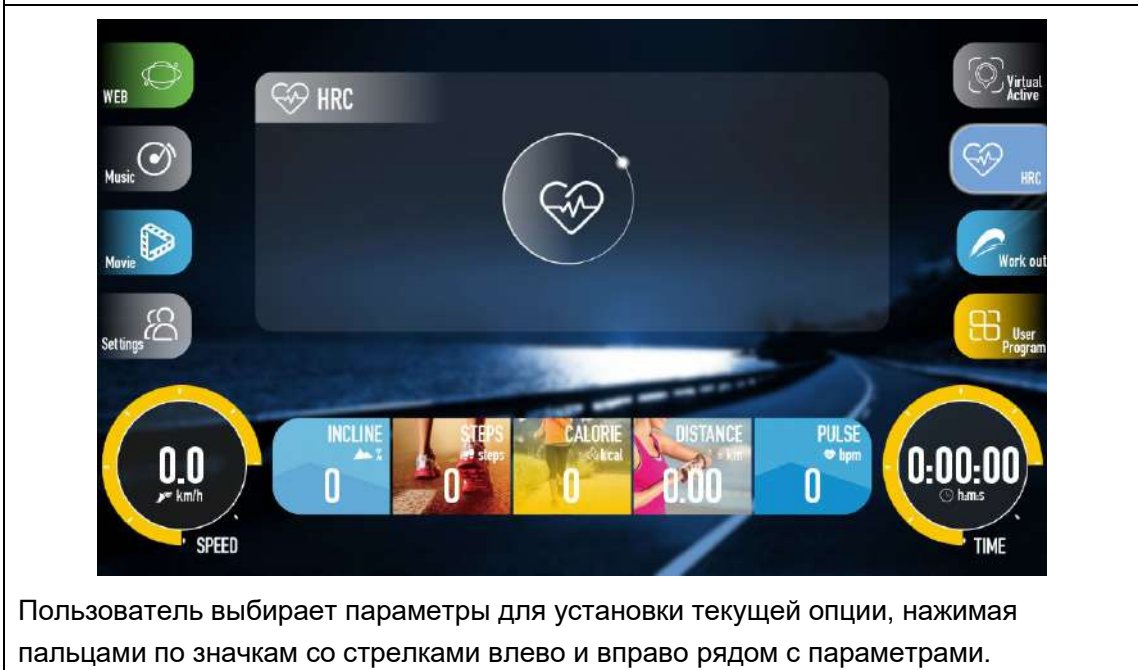 WEB
Music
Movie
Settings
HRC
Virtual
Active
HRC
Work out
User
Program
0.0
km/h
SPEED
INCLINE
%
0
STEPS
steps
0
CALORIE
kcal
0
DISTANCE
km
0.00
PULSE
bpm
0
0:00:00
h:m:s
TIME
Пользователь выбирает параметры для установки текущей опции, нажимая
пальцами по значкам со стрелками влево и вправо рядом с параметрами.